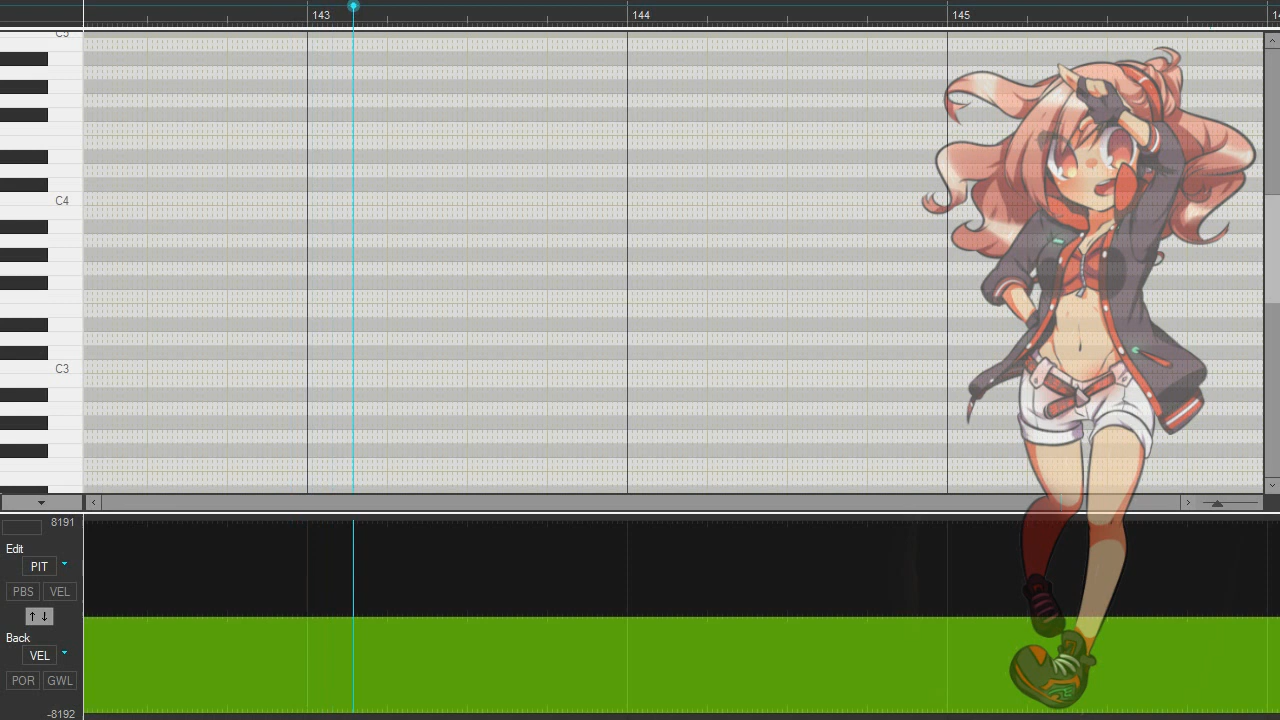 143
144
145
C5
C4
C3
8191
Edit
PIT
PBS VEL
Back
VEL
POR GWL
-8192